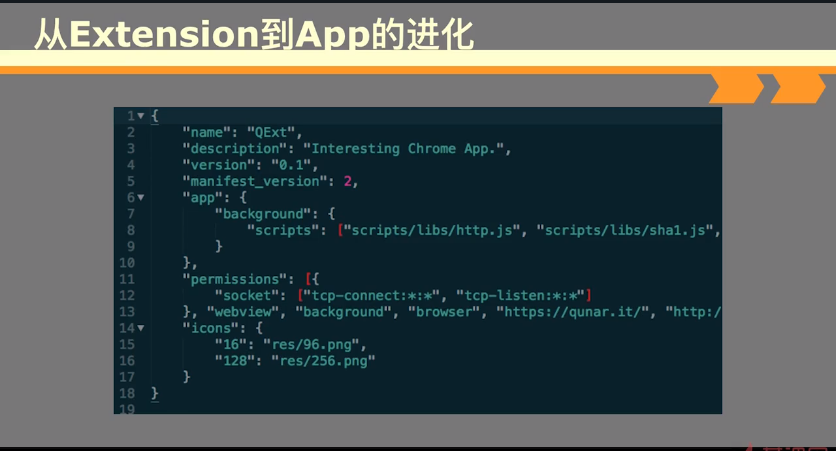 从Extension到App的进化
1 {
2 "name": "QExt",
3 "description": "Interesting Chrome App.",
4 "version": "0.1",
5 "manifest_version": 2,
6 "app": {
7 "background": {
8 "scripts": ["scripts/libs/http.js", "scripts/libs/sha1.js",
9 }
10 },
11 "permissions": [{
12 "socket": ["tcp-connect:*:*", "tcp-listen:*:*"]
13 }, "webview", "background", "browser", "https://qunar.it/", "http:/
14 "icons": {
15 "16": "res/96.png",
16 "128": "res/256.png"
17 }
18 }
19